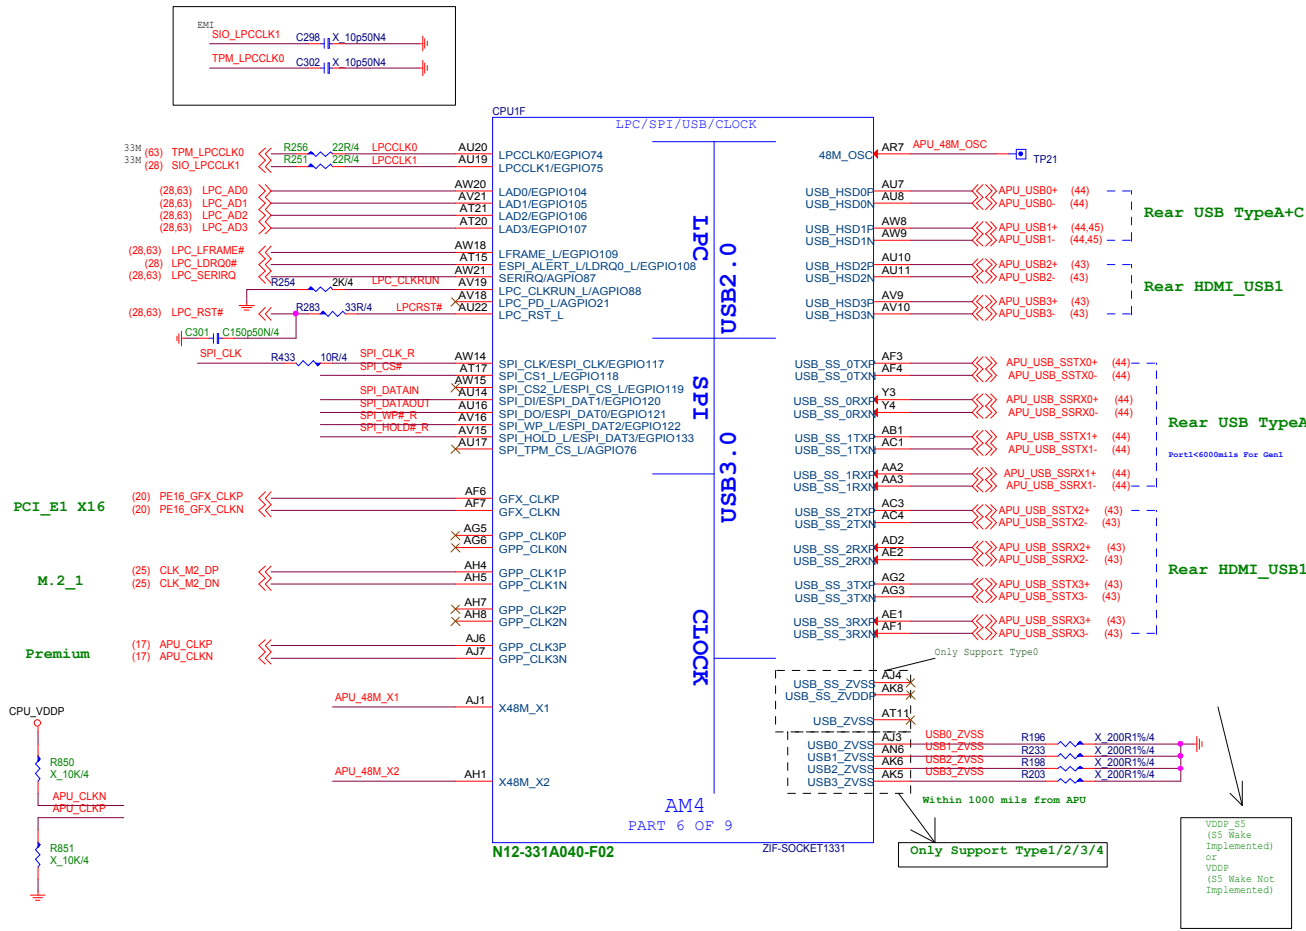 EMI
SIO_LPCCLK1 C298 X_10p50N4
TPM_LPCCLK0 C302 X_10p50N4
CPU1F
LPC/SPI/USB/CLOCK
33M (63) TPM_LPCCLK0 R256 22R/4 LPCCLK0 AU20 LPCCLK0/EGPIO74
33M (28) SIO_LPCCLK1 R251 22R/4 LPCCLK1 AU19 LPCCLK1/EGPIO75
(28,63) LPC_AD0 AW20 LAD0/EGPIO104
(28,63) LPC_AD1 AV21 LAD1/EGPIO105
(28,63) LPC_AD2 AT21 LAD2/EGPIO106
(28,63) LPC_AD3 AT20 LAD3/EGPIO107
(28,63) LPC_LFRAME# AW18 LFRAME_L/EGPIO109
(28) LPC_LDRQ0# AT15 ESPI_ALERT_L/LDRQ0_L/EGPIO108
(28,63) LPC_SERIRQ AW21 SERIRQ/AGPIO87
R254 2K/4 LPC_CLKRUN AV19 LPC_CLKRUN_L/AGPIO88
AV18 LPC_PD_L/AGPIO21
(28,63) LPC_RST# R283 33R/4 LPCRST# AU22 LPC_RST_L
C301 C150p50N/4
SPI_CLK R433 10R/4 SPI_CLK_R AW14 SPI_CLK/ESPI_CLK/EGPIO117
SPI_CS# AT17 SPI_CS1_L/EGPIO118
AW15 SPI_CS2_L/ESPI_CS_L/EGPIO119
SPI_DATAIN AU14 SPI_DI/ESPI_DAT1/EGPIO120
SPI_DATAOUT AU16 SPI_DO/ESPI_DAT0/EGPIO121
SPI_WP#_R AV16 SPI_WP_L/ESPI_DAT2/EGPIO122
SPI_HOLD#_R AV15 SPI_HOLD_L/ESPI_DAT3/EGPIO133
AU17 SPI_TPM_CS_L/AGPIO76
PCI_E1 X16
(20) PE16_GFX_CLKP AF6 GFX_CLKP
(20) PE16_GFX_CLKN AF7 GFX_CLKN
AG5 GPP_CLK0P
AG6 GPP_CLK0N
M.2_1
(25) CLK_M2_DP AH4 GPP_CLK1P
(25) CLK_M2_DN AH5 GPP_CLK1N
AH7 GPP_CLK2P
AH8 GPP_CLK2N
Premium
(17) APU_CLKP AJ6 GPP_CLK3P
(17) APU_CLKN AJ7 GPP_CLK3N
APU_48M_X1 AJ1 X48M_X1
APU_48M_X2 AH1 X48M_X2
CPU_VDDP
R850
X_10K/4
APU_CLKN
APU_CLKP
R851
X_10K/4
LPC
USB2.0
SPI
USB3.0
CLOCK
48M_OSC AR7 APU_48M_OSC TP21
USB_HSD0P AU7 APU_USB0+ (44)
USB_HSD0N AU8 APU_USB0- (44)
USB_HSD1P AW8 APU_USB1+ (44,45)
USB_HSD1N AW9 APU_USB1- (44,45)
Rear USB TypeA+C
USB_HSD2P AU10 APU_USB2+ (43)
USB_HSD2N AU11 APU_USB2- (43)
USB_HSD3P AV9 APU_USB3+ (43)
USB_HSD3N AV10 APU_USB3- (43)
Rear HDMI_USB1
USB_SS_0TXP AF3 APU_USB_SSTX0+ (44)
USB_SS_0TXN AF4 APU_USB_SSTX0- (44)
USB_SS_0RXP Y3 APU_USB_SSRX0+ (44)
USB_SS_0RXN Y4 APU_USB_SSRX0- (44)
USB_SS_1TXP AB1 APU_USB_SSTX1+ (44)
USB_SS_1TXN AC1 APU_USB_SSTX1- (44)
USB_SS_1RXP AA2 APU_USB_SSRX1+ (44)
USB_SS_1RXN AA3 APU_USB_SSRX1- (44)
Rear USB TypeA
Port1<6000mils For Gen1
USB_SS_2TXP AC3 APU_USB_SSTX2+ (43)
USB_SS_2TXN AC4 APU_USB_SSTX2- (43)
USB_SS_2RXP AD2 APU_USB_SSRX2+ (43)
USB_SS_2RXN AE2 APU_USB_SSRX2- (43)
USB_SS_3TXP AG2 APU_USB_SSTX3+ (43)
USB_SS_3TXN AG3 APU_USB_SSTX3- (43)
USB_SS_3RXP AE1 APU_USB_SSRX3+ (43)
USB_SS_3RXN AF1 APU_USB_SSRX3- (43)
Rear HDMI_USB1
Only Support Type0
USB_SS_ZVSS AJ4
USB_SS_ZVDDP AK8
USB_ZVSS AT11
USB0_ZVSS AJ3 USB0_ZVSS R196 X_200R1%/4
USB1_ZVSS AN6 USB1_ZVSS R233 X_200R1%/4
USB2_ZVSS AK6 USB2_ZVSS R198 X_200R1%/4
USB3_ZVSS AK5 USB3_ZVSS R203 X_200R1%/4
Within 1000 mils from APU
AM4
PART 6 OF 9
N12-331A040-F02
ZIF-SOCKET1331
Only Support Type1/2/3/4
VDDP_S5
(S5 Wake
Implemented)
or
VDDP
(S5 Wake Not
Implemented)